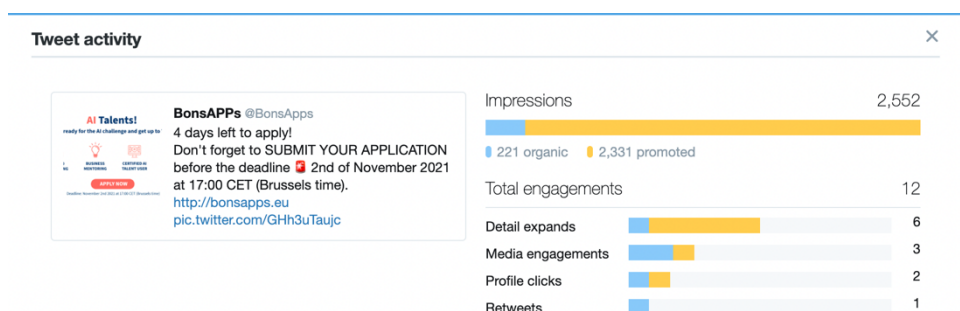 Tweet activity
AI Talents!
ready for the AI challenge and get up to
BUSINESS MENTORING
CERTIFIED AI TALENT USER
APPLY NOW
BonsAPPs @BonsApps
4 days left to apply!
Don't forget to SUBMIT YOUR APPLICATION
before the deadline 🚨 2nd of November 2021
at 17:00 CET (Brussels time).
http://bonsapps.eu
pic.twitter.com/GHh3uTaujc
Impressions 2,552
221 organic 2,331 promoted
Total engagements 12
Detail expands 6
Media engagements 3
Profile clicks 2
Retweets 1